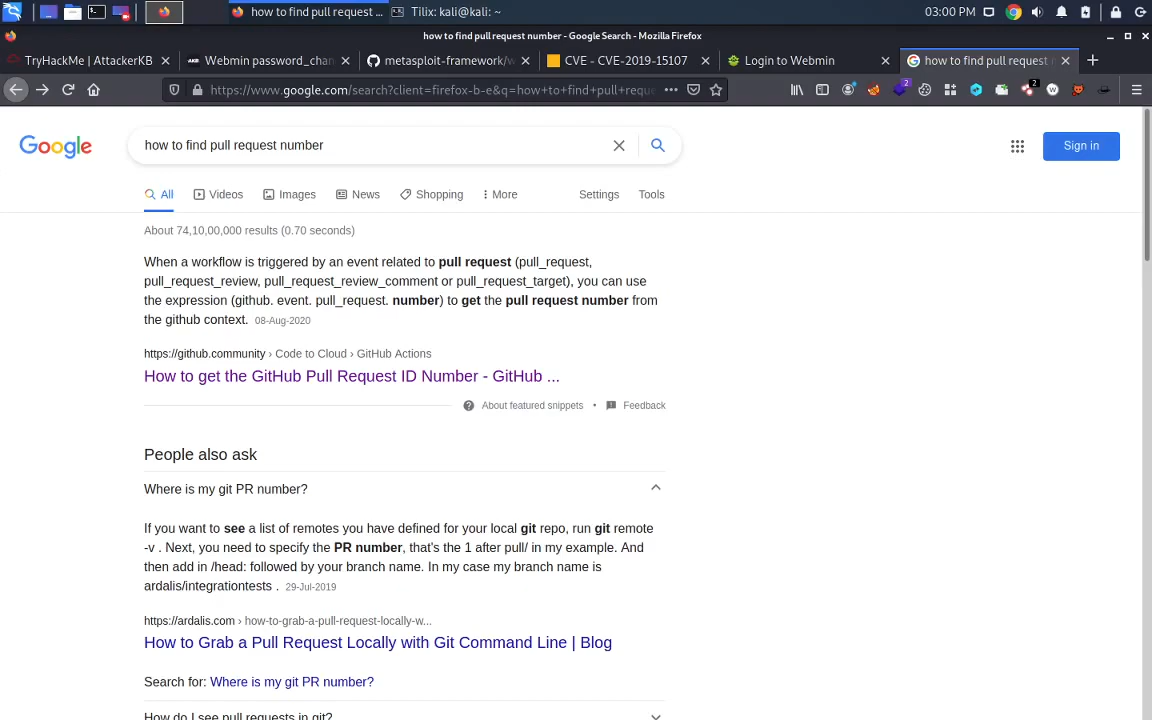 how to find pull request ...
Tilix: kali@kali: ~
03:00 PM
how to find pull request number - Google Search - Mozilla Firefox
TryHackMe | AttackerKB
Webmin password_chan
metasploit-framework/w
CVE - CVE-2019-15107
Login to Webmin
how to find pull request
https://www.google.com/search?client=firefox-b-e&q=how+to+find+pull+reque
2
2
Google
how to find pull request number
Sign in
All
Videos
Images
News
Shopping
More
Settings
Tools
About 74,10,00,000 results (0.70 seconds)
When a workflow is triggered by an event related to pull request (pull_request,
pull_request_review, pull_request_review_comment or pull_request_target), you can use
the expression (github. event. pull_request. number) to get the pull request number from
the github context. 08-Aug-2020
https://github.community › Code to Cloud › GitHub Actions
How to get the GitHub Pull Request ID Number - GitHub ...
About featured snippets • Feedback
People also ask
Where is my git PR number?
If you want to see a list of remotes you have defined for your local git repo, run git remote
-v . Next, you need to specify the PR number, that's the 1 after pull/ in my example. And
then add in /head: followed by your branch name. In my case my branch name is
ardalis/integrationtests . 29-Jul-2019
https://ardalis.com › how-to-grab-a-pull-request-locally-w...
How to Grab a Pull Request Locally with Git Command Line | Blog
Search for: Where is my git PR number?
How do I see pull requests in git?